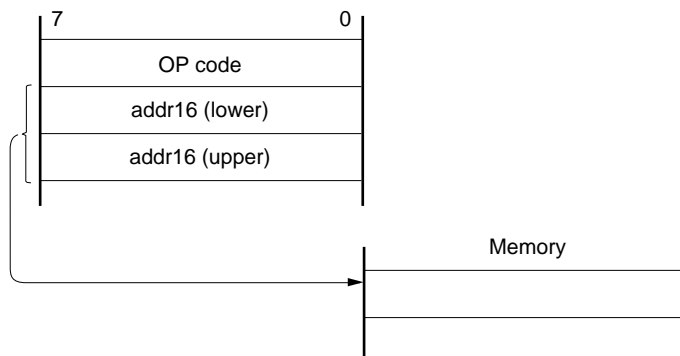 7 0
OP code
addr16 (lower)
addr16 (upper)
Memory